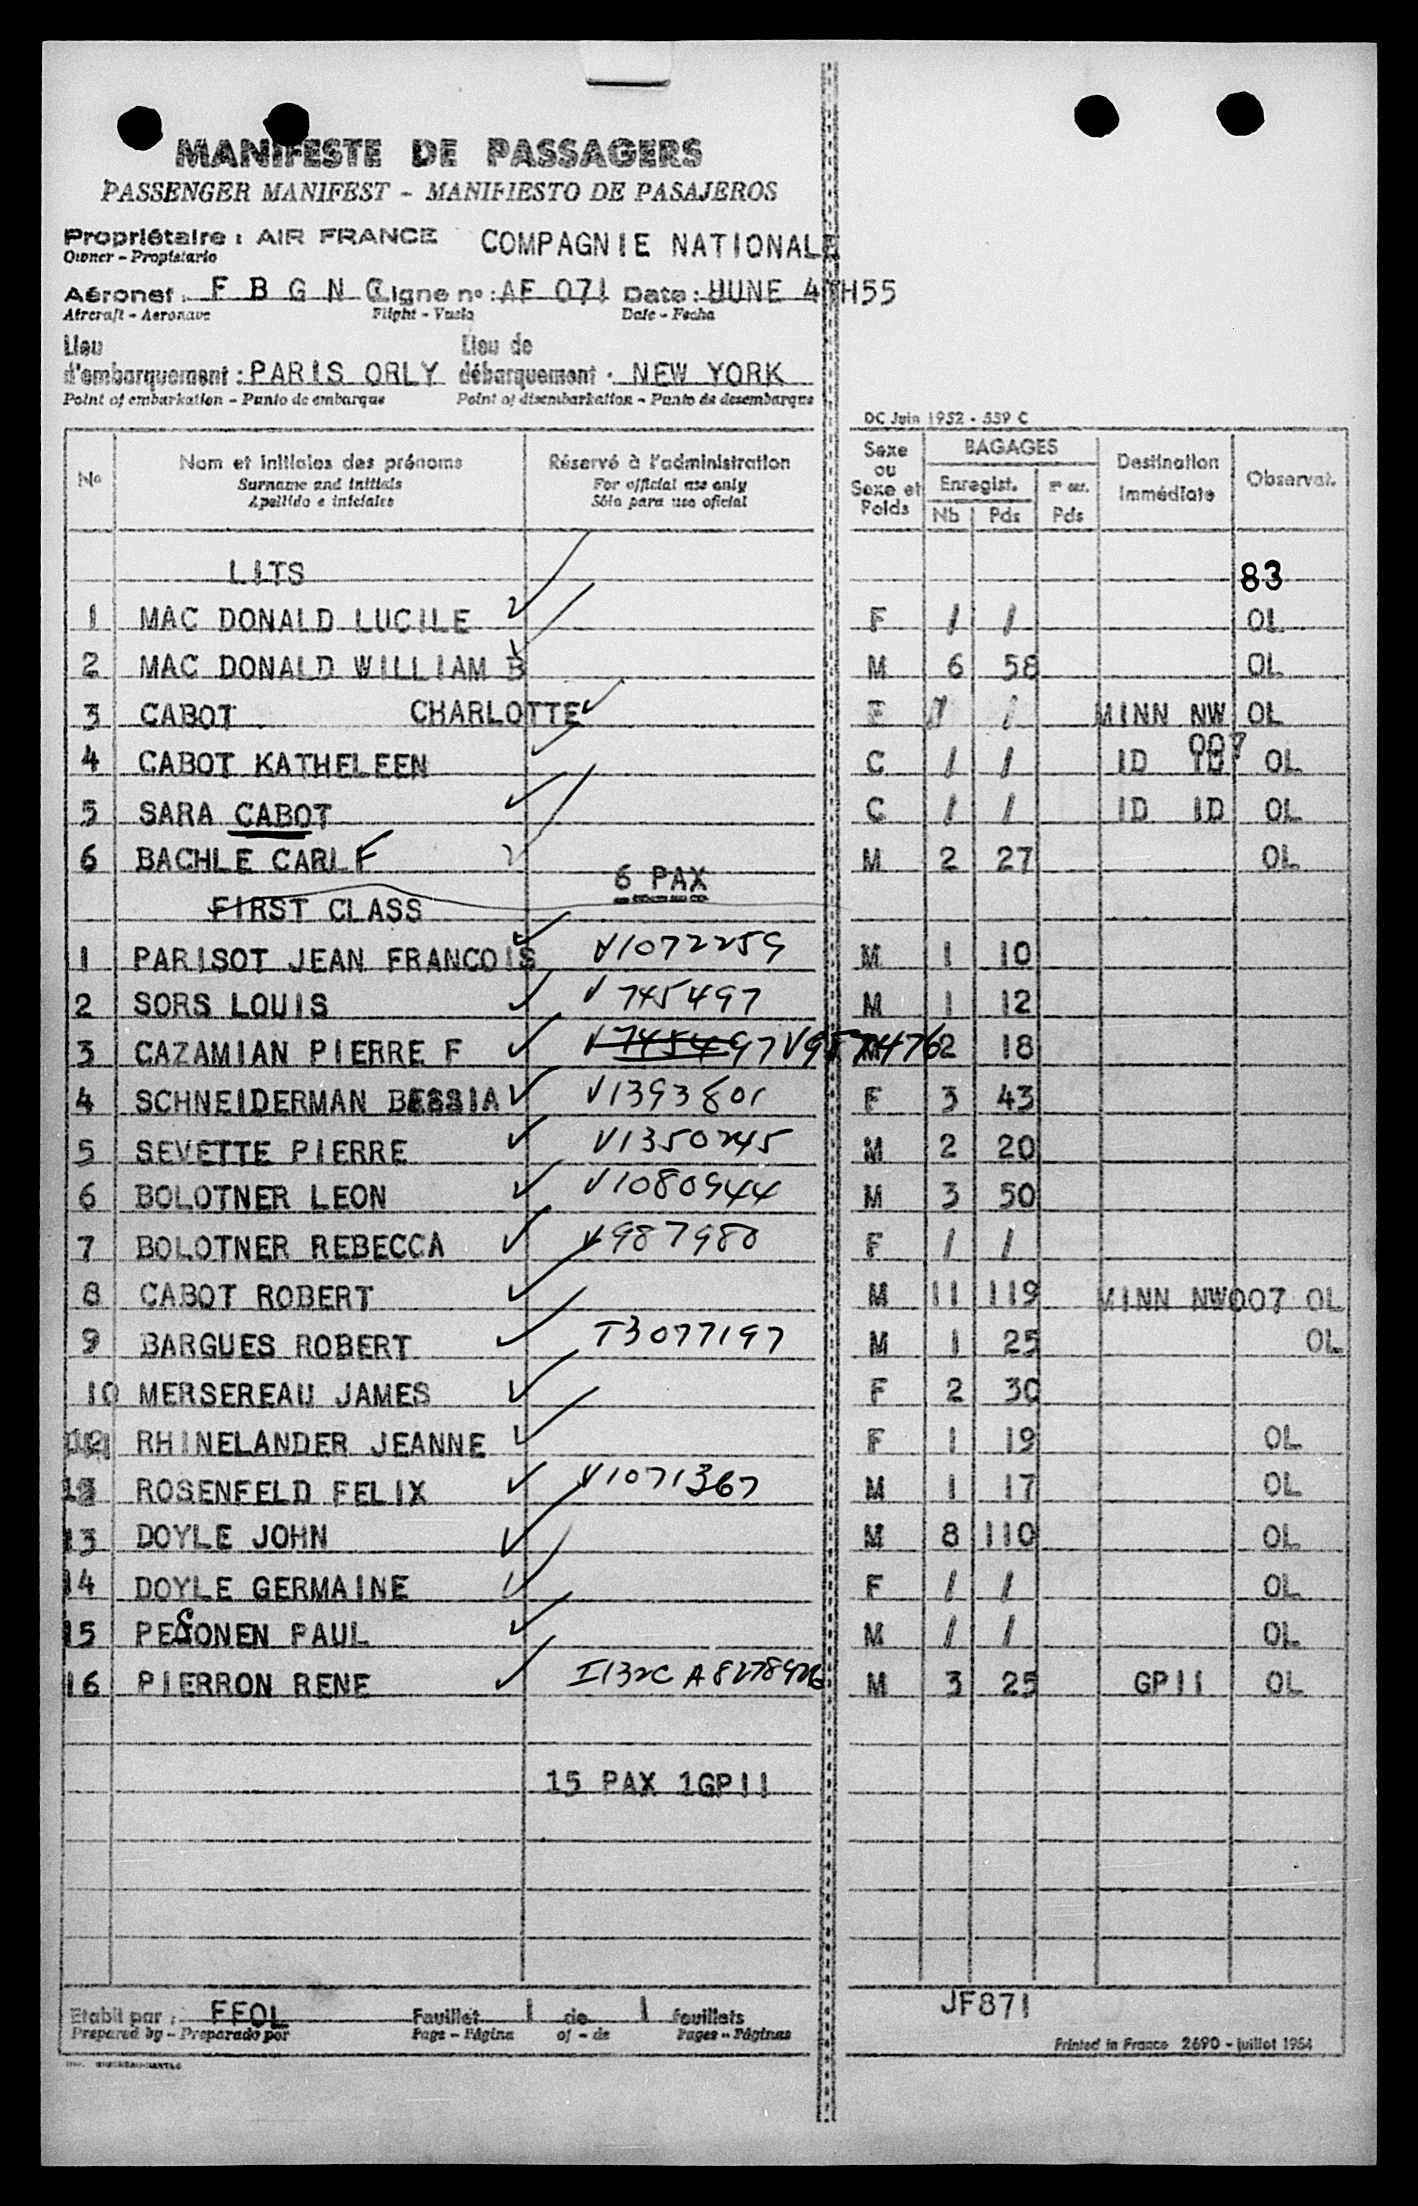 MANIFESTE DE PASSAGERS
PASSENGER MANIFEST - MANIFIESTO DE PASAJEROS
Propriétaire : AIR FRANCE COMPAGNIE NATIONALE
Owner - Propietario
Aéronef : F B G N C Ligne nº : AF 071 Date : JUNE 4TH55
Aircraft - Aeronave Flight - Vuelo Date - Fecha
Lieu d'embarquement : PARIS ORLY Lieu de débarquement : NEW YORK
Point of embarkation - Punto de embarque Point of disembarkation - Punto de desembarque
DC Juin 1952 - 559 C
No Nom et initiales des prénoms Réservé à l'administration Sexe ou Sexe et Poids BAGAGES Destination Immédiate Observat.
Surname and initials For official use only Enregist.
Apellido e iniciales Sólo para uso oficial Nb Pds Pds
LITS 83
1 MAC DONALD LUCILE F / / OL
2 MAC DONALD WILLIAM B M 6 58 OL
3 CABOT CHARLOTTE F / / MINN NW OL
007
4 CABOT KATHELEEN C / / ID ID OL
5 SARA CABOT C / / ID ID OL
6 BACHLE CARL F M 2 27 OL
6 PAX
FIRST CLASS
1 PARISOT JEAN FRANCOIS V1072259 M 1 10
2 SORS LOUIS V 745497 M 1 12
3 CAZAMIAN PIERRE F V745497 V957476 M 2 18
4 SCHNEIDERMAN BESSIA V1393801 F 3 43
5 SEVETTE PIERRE V1350245 M 2 20
6 BOLOTNER LEON V1080944 M 3 50
7 BOLOTNER REBECCA V987980 F / /
8 CABOT ROBERT M 11 119 MINN NW007 OL
9 BARGUES ROBERT T3077197 M 1 25 OL
10 MERSEREAU JAMES F 2 30
RHINELANDER JEANNE F 1 19 OL
ROSENFELD FELIX V1071367 M 1 17 OL
13 DOYLE JOHN M 8 110 OL
14 DOYLE GERMAINE F / / OL
15 PESONEN PAUL M / / OL
16 PIERRON RENE I132C A8278926 M 3 25 GP11 OL
15 PAX 1GP11
Etabli par : FFOL Feuillet 1 de 1 feuillets JF871
Prepared by - Preparado por Page - Página of - de Pages - Páginas
Printed in France 2690 - juillet 1954